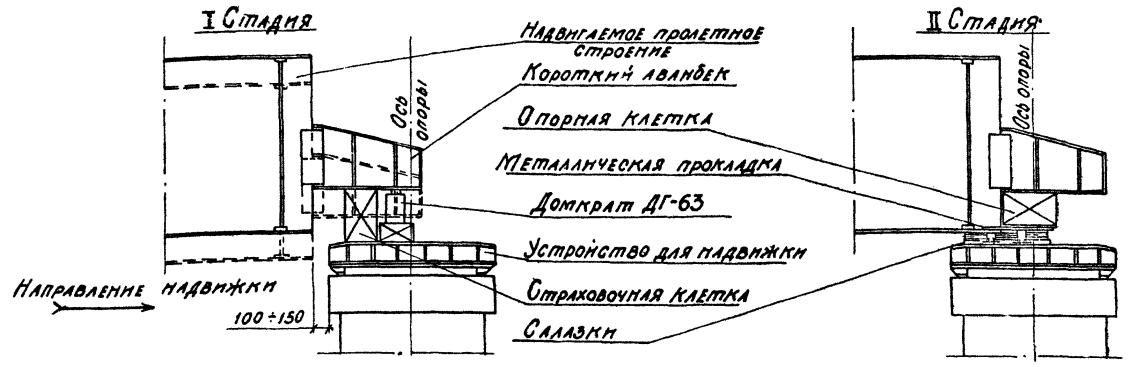 I Стадия
II Стадия
Надвигаемое пролетное
строение
Короткий аванбек
Ось
опоры
Ось опоры
Опорная клетка
Металлическая прокладка
Домкрат ДГ-63
Устройство для надвижки
Направление надвижки
Страховочная клетка
100÷150
Салазки